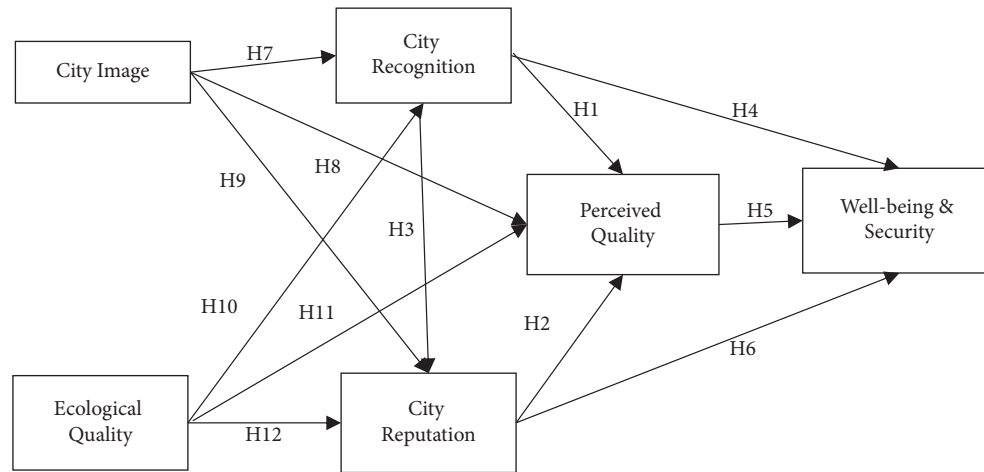 City
Recognition
H7
City Image
H1
H4
H8
H9
Perceived
Quality
H5
Well-being &
Security
H3
H10
H11
H2
H6
Ecological
Quality
City
Reputation
H12